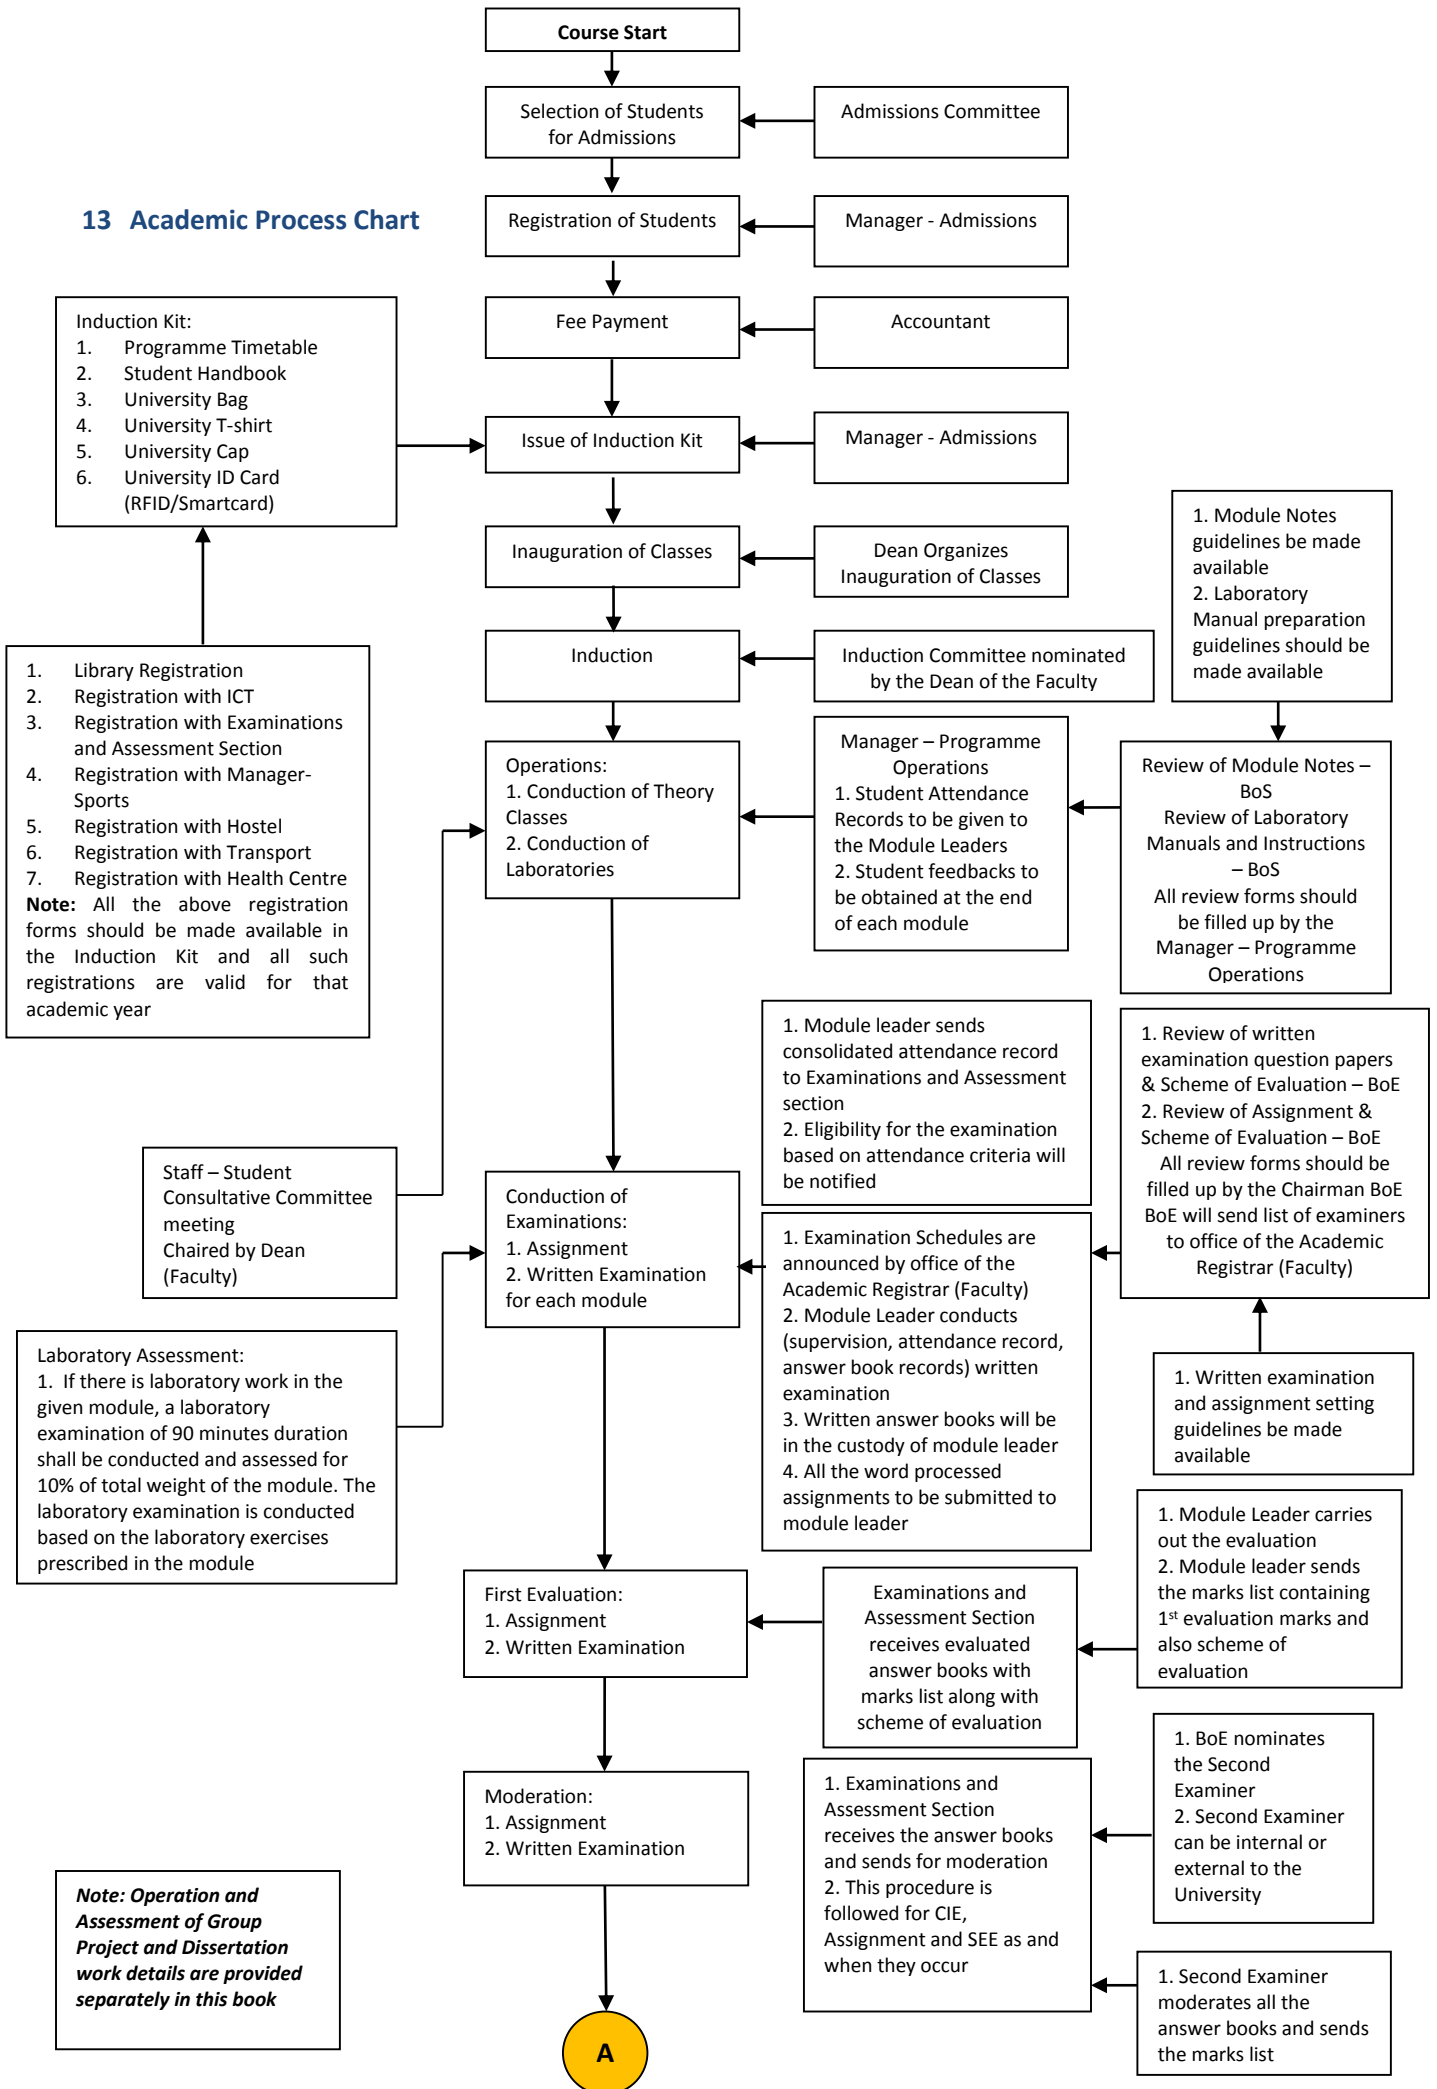 Course Start
Selection of Students
for Admissions
Admissions Committee
13 Academic Process Chart
Registration of Students
Manager - Admissions
Fee Payment
Accountant
Induction Kit:
1. Programme Timetable
2. Student Handbook
3. University Bag
4. University T-shirt
5. University Cap
6. University ID Card
(RFID/Smartcard)
Issue of Induction Kit
Manager - Admissions
Inauguration of Classes
Dean Organizes
Inauguration of Classes
1. Module Notes
guidelines be made
available
2. Laboratory
Manual preparation
guidelines should be
made available
Induction
Induction Committee nominated
by the Dean of the Faculty
1. Library Registration
2. Registration with ICT
3. Registration with Examinations
and Assessment Section
4. Registration with Manager-
Sports
5. Registration with Hostel
6. Registration with Transport
7. Registration with Health Centre
Note: All the above registration
forms should be made available in
the Induction Kit and all such
registrations are valid for that
academic year
Operations:
1. Conduction of Theory
Classes
2. Conduction of
Laboratories
Manager – Programme
Operations
1. Student Attendance
Records to be given to
the Module Leaders
2. Student feedbacks to
be obtained at the end
of each module
Review of Module Notes –
BoS
Review of Laboratory
Manuals and Instructions
– BoS
All review forms should
be filled up by the
Manager – Programme
Operations
1. Module leader sends
consolidated attendance record
to Examinations and Assessment
section
2. Eligibility for the examination
based on attendance criteria will
be notified
1. Review of written
examination question papers
& Scheme of Evaluation – BoE
2. Review of Assignment &
Scheme of Evaluation – BoE
All review forms should be
filled up by the Chairman BoE
BoE will send list of examiners
to office of the Academic
Registrar (Faculty)
Staff – Student
Consultative Committee
meeting
Chaired by Dean
(Faculty)
Conduction of
Examinations:
1. Assignment
2. Written Examination
for each module
1. Examination Schedules are
announced by office of the
Academic Registrar (Faculty)
2. Module Leader conducts
(supervision, attendance record,
answer book records) written
examination
3. Written answer books will be
in the custody of module leader
4. All the word processed
assignments to be submitted to
module leader
Laboratory Assessment:
1. If there is laboratory work in the
given module, a laboratory
examination of 90 minutes duration
shall be conducted and assessed for
10% of total weight of the module. The
laboratory examination is conducted
based on the laboratory exercises
prescribed in the module
1. Written examination
and assignment setting
guidelines be made
available
1. Module Leader carries
out the evaluation
2. Module leader sends
the marks list containing
1st evaluation marks and
also scheme of
evaluation
First Evaluation:
1. Assignment
2. Written Examination
Examinations and
Assessment Section
receives evaluated
answer books with
marks list along with
scheme of evaluation
1. BoE nominates
the Second
Examiner
2. Second Examiner
can be internal or
external to the
University
Moderation:
1. Assignment
2. Written Examination
1. Examinations and
Assessment Section
receives the answer books
and sends for moderation
2. This procedure is
followed for CIE,
Assignment and SEE as and
when they occur
Note: Operation and
Assessment of Group
Project and Dissertation
work details are provided
separately in this book
1. Second Examiner
moderates all the
answer books and sends
the marks list
A